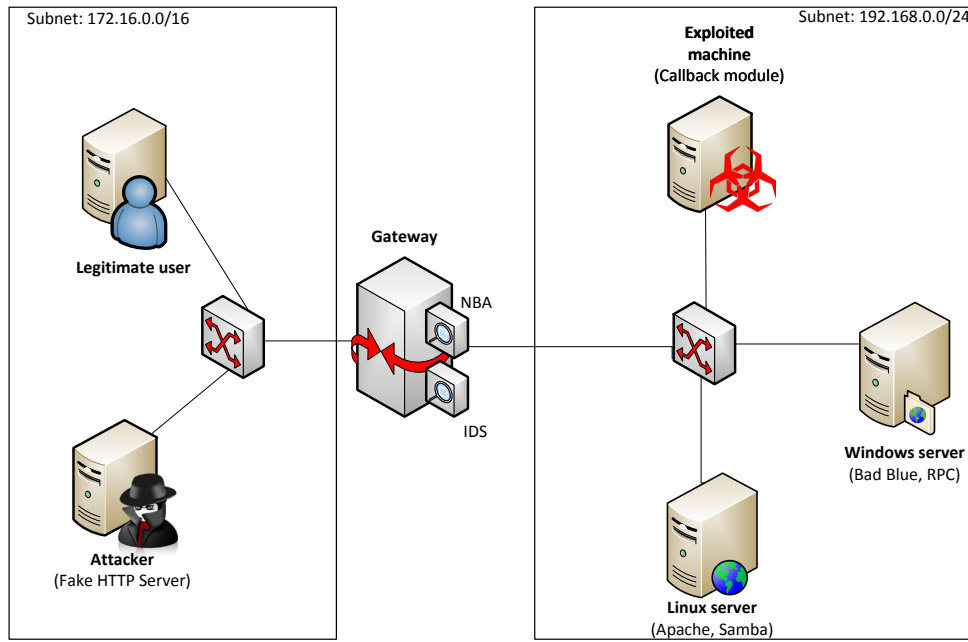 Subnet: 172.16.0.0/16
Subnet: 192.168.0.0/24
Exploited
machine
(Callback module)
Legitimate user
Gateway
NBA
IDS
Windows server
(Bad Blue, RPC)
Attacker
(Fake HTTP Server)
Linux server
(Apache, Samba)